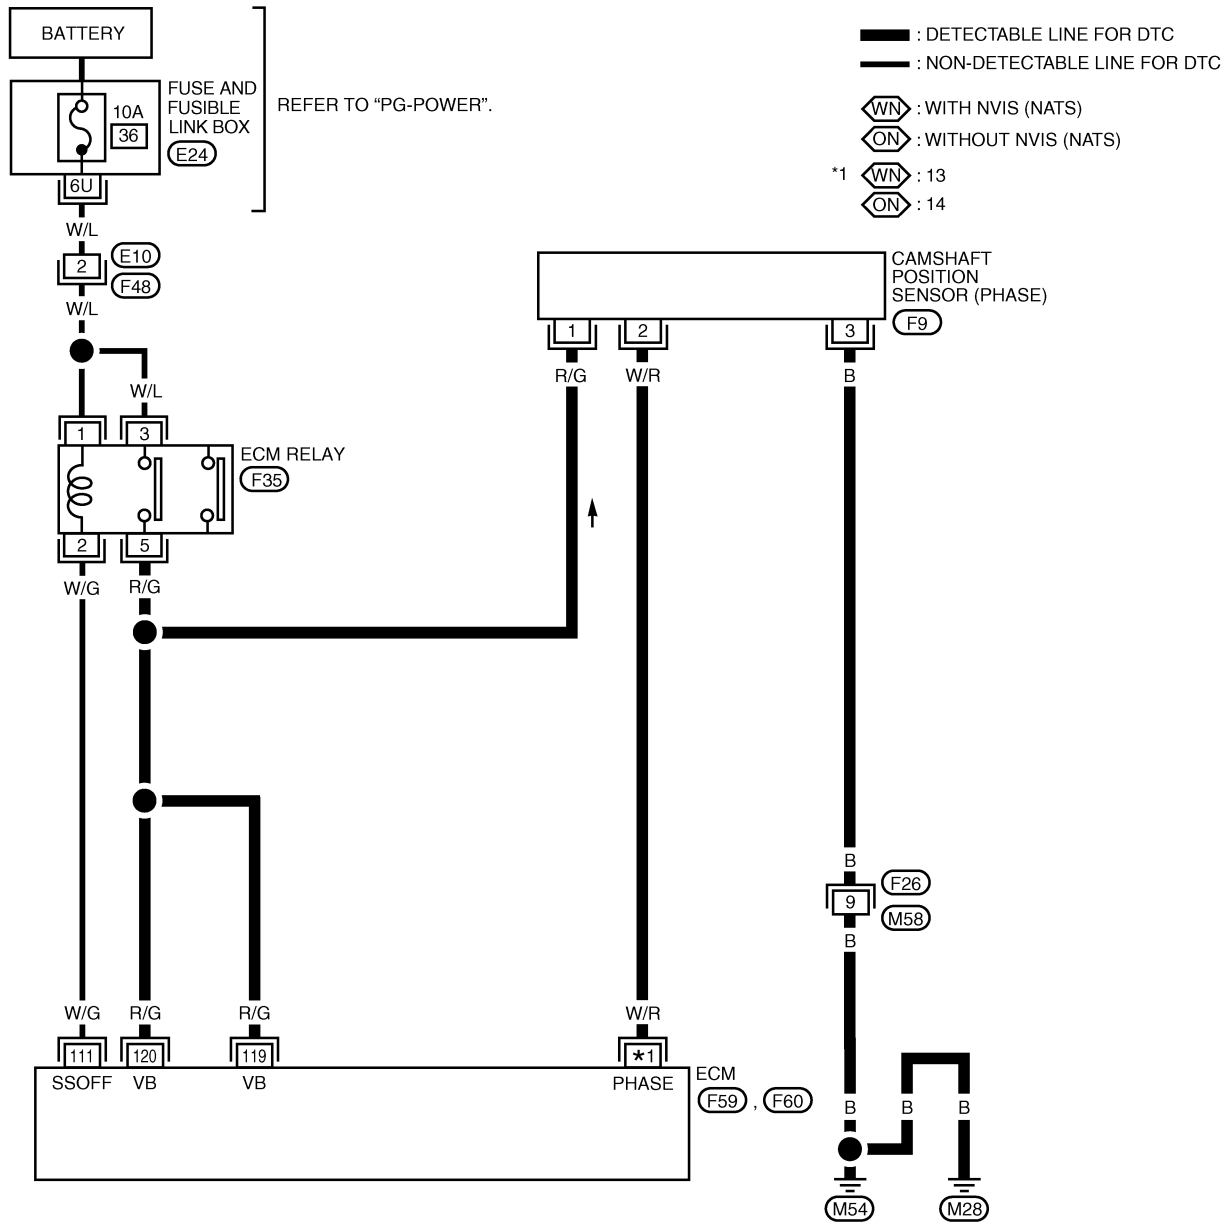 BATTERY
FUSE AND
FUSIBLE
LINK BOX
E24
10A
36
6U
REFER TO “PG-POWER”.
: DETECTABLE LINE FOR DTC
: NON-DETECTABLE LINE FOR DTC
WN : WITH NVIS (NATS)
ON : WITHOUT NVIS (NATS)
*1 WN : 13
ON : 14
W/L
2
E10
F48
W/L
W/L
1 3
ECM RELAY
F35
2 5
W/G R/G
CAMSHAFT
POSITION
SENSOR (PHASE)
F9
1 2 3
R/G W/R B
B
9
F26
M58
B
W/G R/G R/G W/R
111 120 119 *1
SSOFF VB VB PHASE
ECM
F59 , F60
B B B
M54 M28